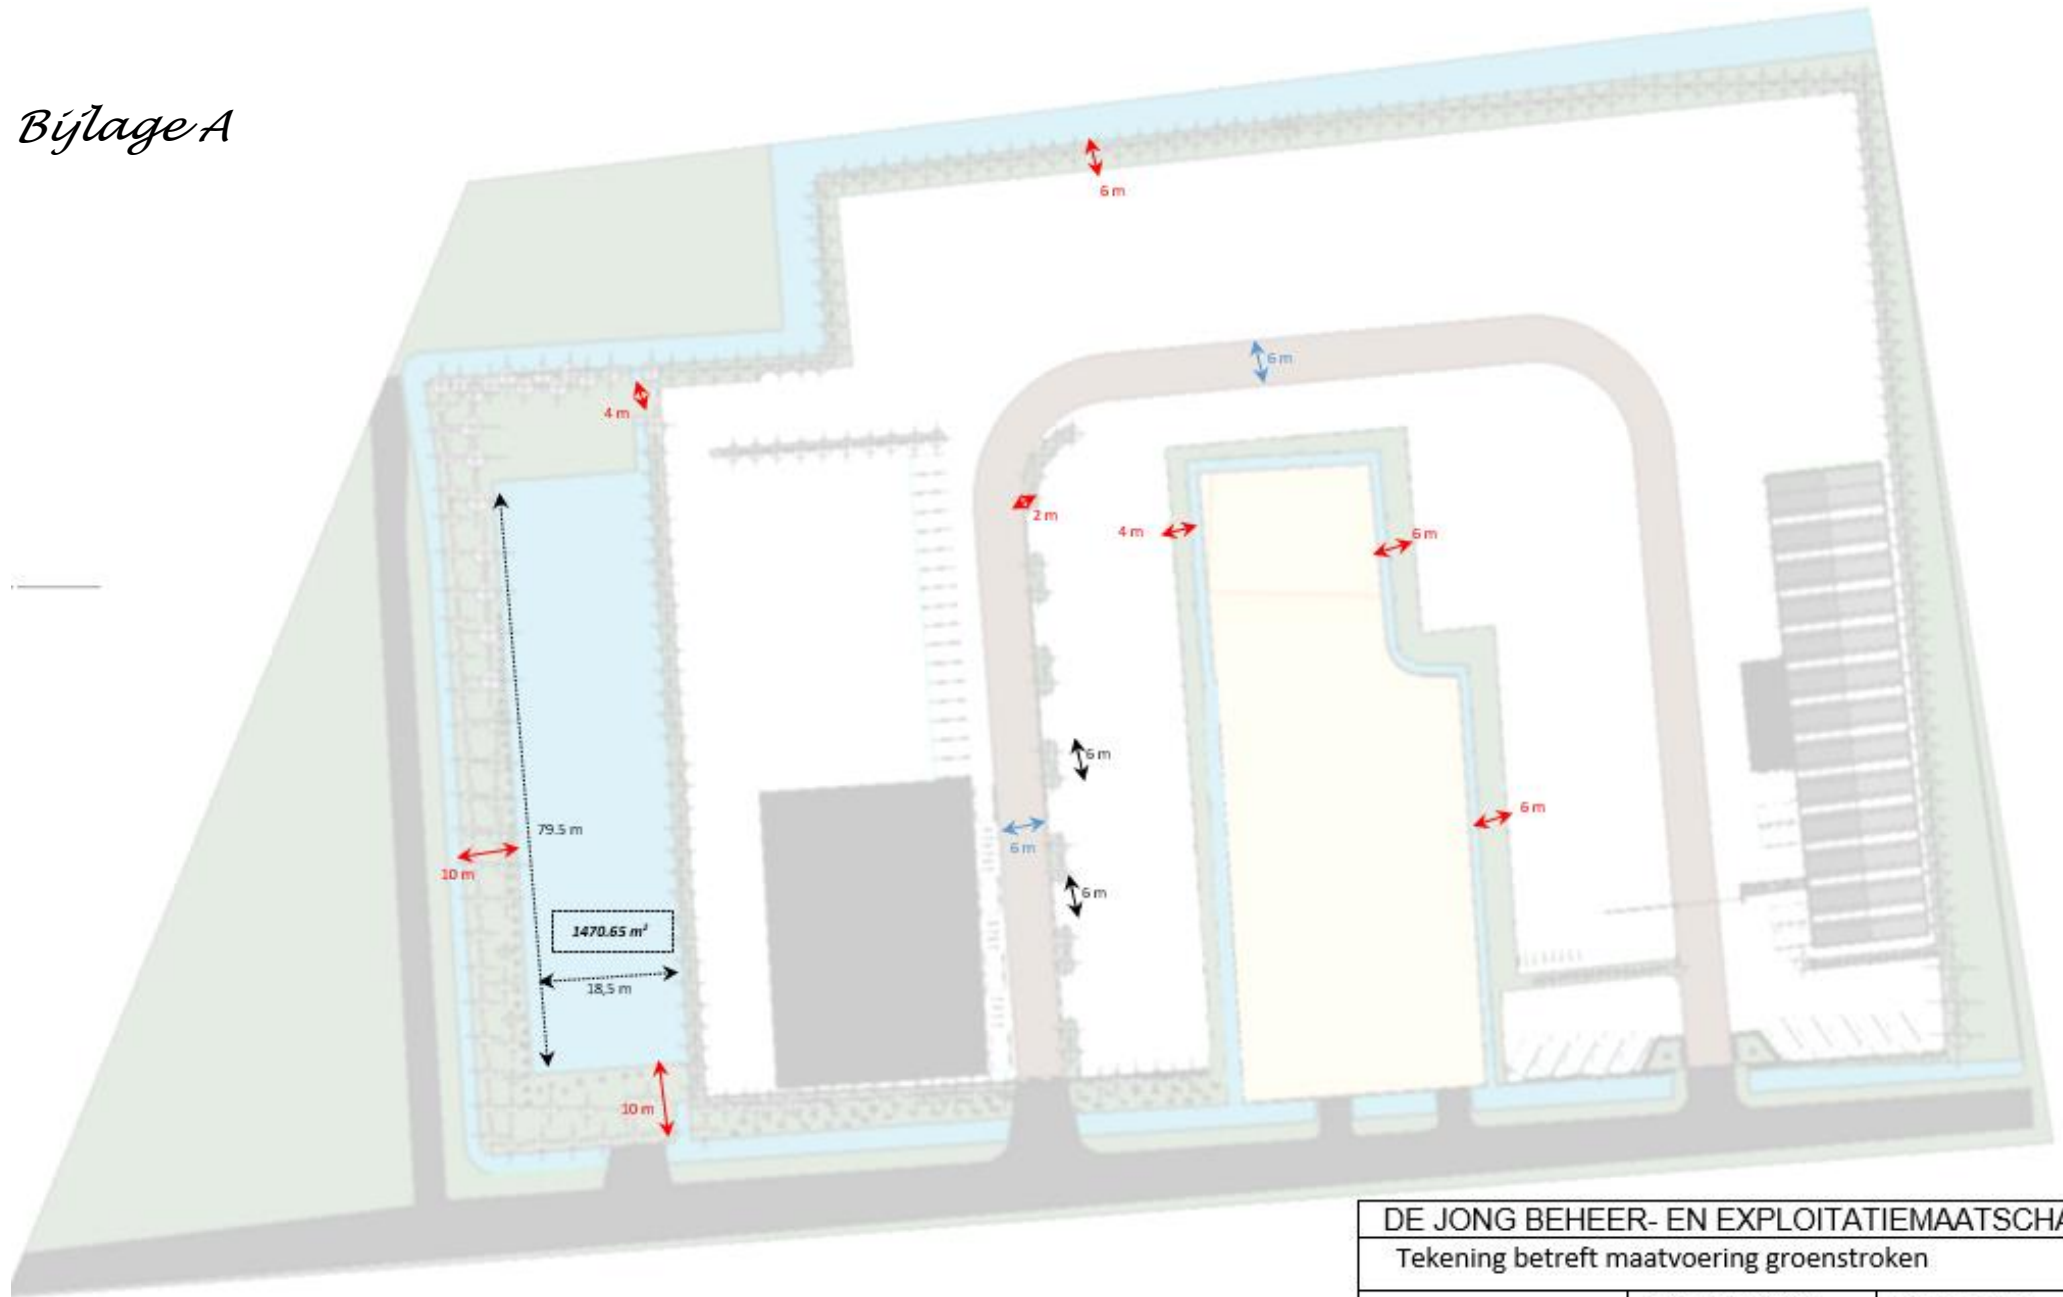 Bijlage A
6 m
6 m
4 m
2 m
4 m
6 m
6 m
79.5 m
6 m
6 m
10 m
6 m
1470.65 m²
18,5 m
10 m
DE JONG BEHEER- EN EXPLOITATIEMAATSCHA
Tekening betreft maatvoering groenstroken